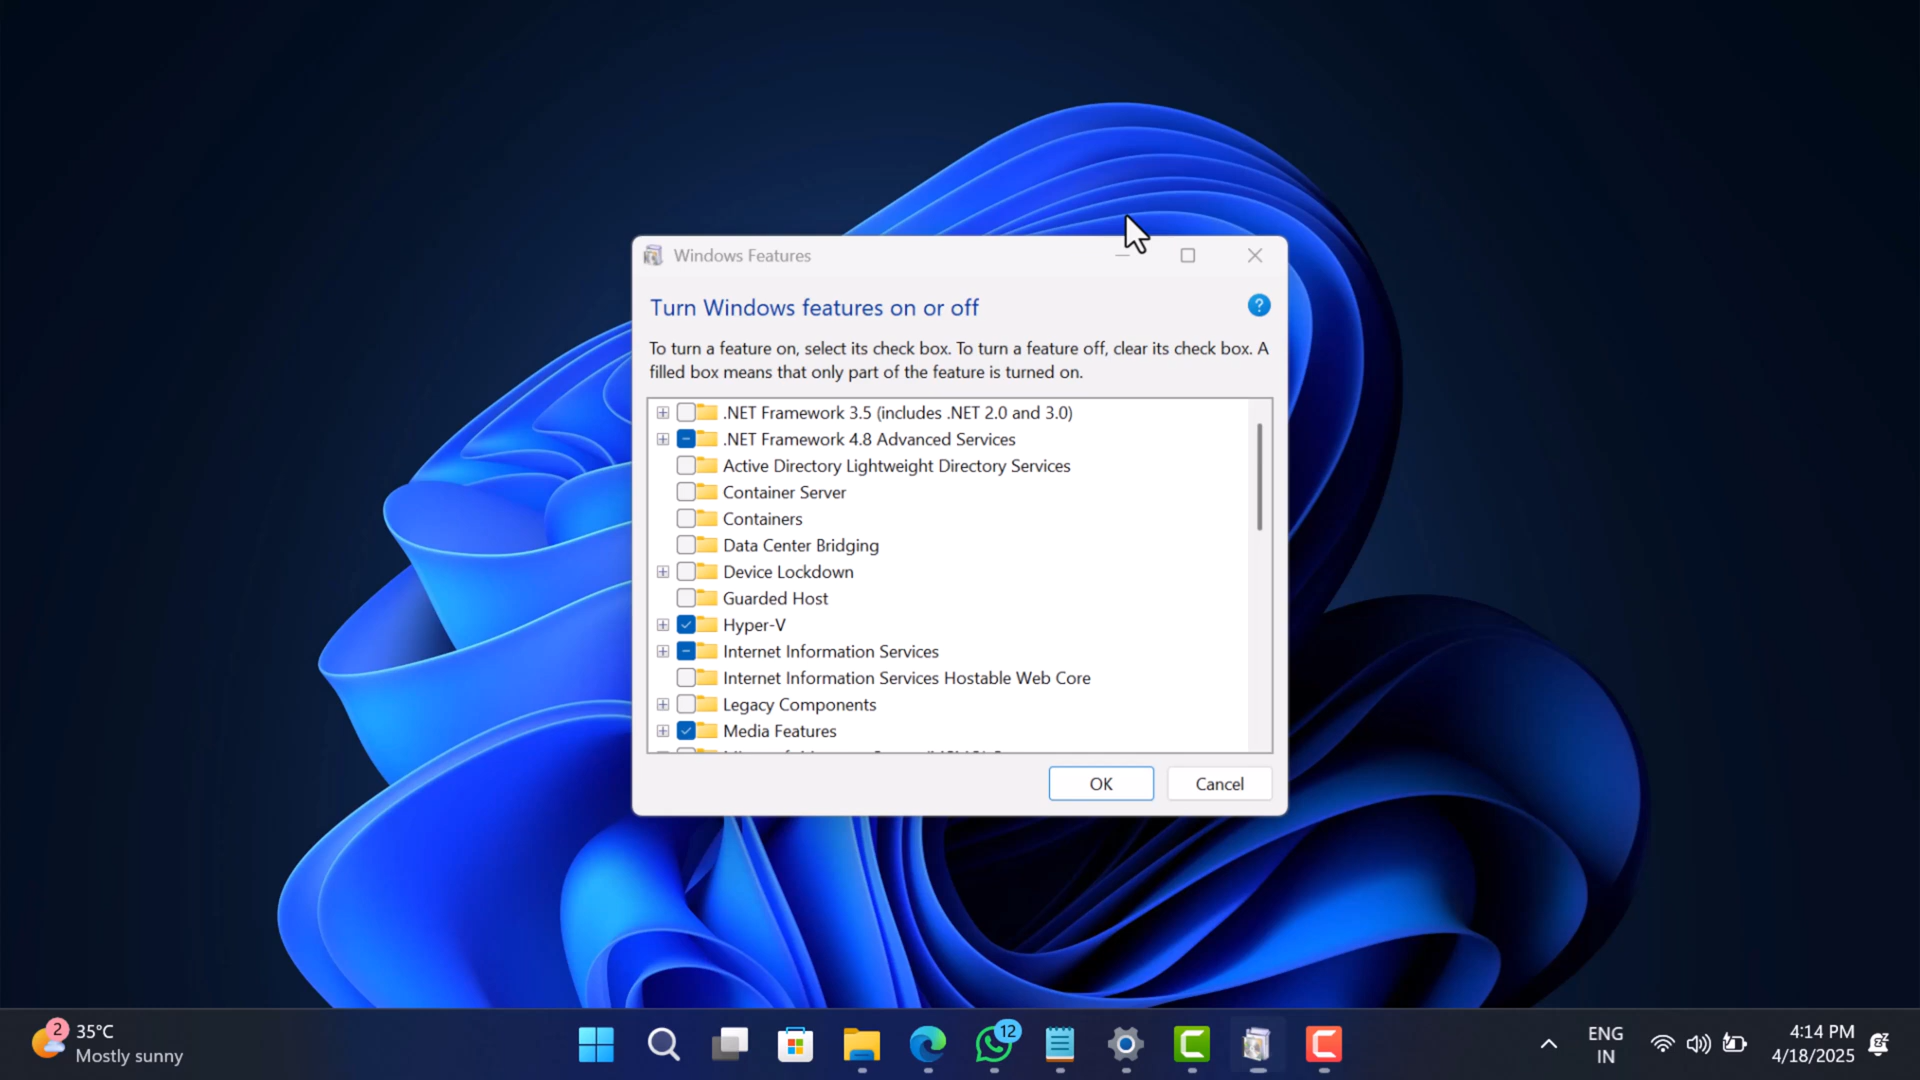 Windows Features
Turn Windows features on or off
To turn a feature on, select its check box. To turn a feature off, clear its check box. A
filled box means that only part of the feature is turned on.
.NET Framework 3.5 (includes .NET 2.0 and 3.0)
.NET Framework 4.8 Advanced Services
Active Directory Lightweight Directory Services
Container Server
Containers
Data Center Bridging
Device Lockdown
Guarded Host
Hyper-V
Internet Information Services
Internet Information Services Hostable Web Core
Legacy Components
Media Features
OK Cancel
2 35°C
Mostly sunny
12
ENG
IN
4:14 PM
4/18/2025